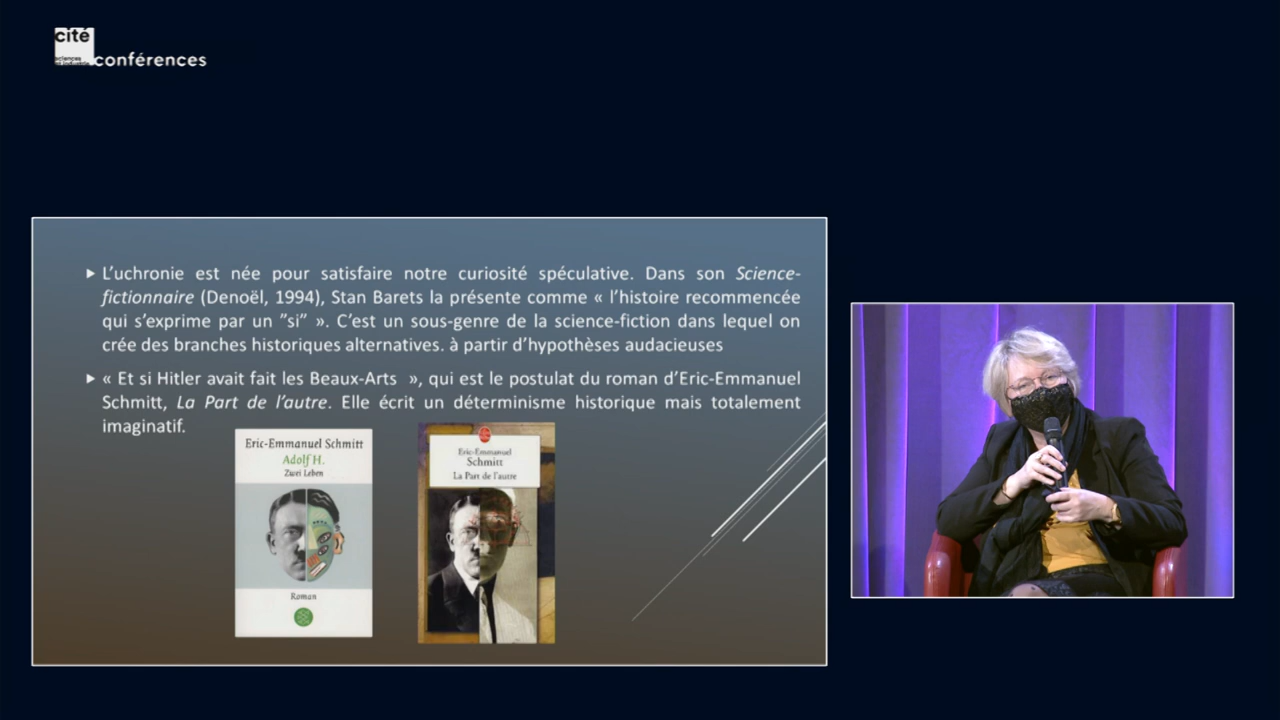 cité
sciences
et industrie
conférences
L'uchronie est née pour satisfaire notre curiosité spéculative. Dans son Science-
fictionnaire (Denoël, 1994), Stan Barets la présente comme « l'histoire recommencée
qui s'exprime par un ”si” ». C'est un sous-genre de la science-fiction dans lequel on
crée des branches historiques alternatives. à partir d'hypothèses audacieuses
« Et si Hitler avait fait les Beaux-Arts », qui est le postulat du roman d'Eric-Emmanuel
Schmitt, La Part de l'autre. Elle écrit un déterminisme historique mais totalement
imaginatif.
Eric-Emmanuel Schmitt
Adolf H.
Zwei Leben
Roman
Eric-Emmanuel
Schmitt
La Part de l'autre